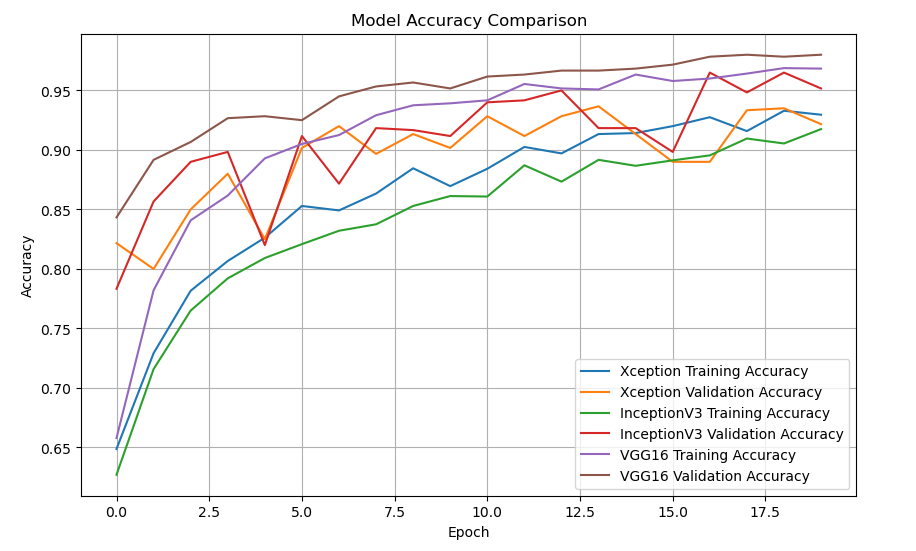 Model Accuracy Comparison
Accuracy
0.95
0.90
0.85
0.80
0.75
0.70
0.65
Xception Training Accuracy
Xception Validation Accuracy
InceptionV3 Training Accuracy
InceptionV3 Validation Accuracy
VGG16 Training Accuracy
VGG16 Validation Accuracy
0.0 2.5 5.0 7.5 10.0 12.5 15.0 17.5
Epoch